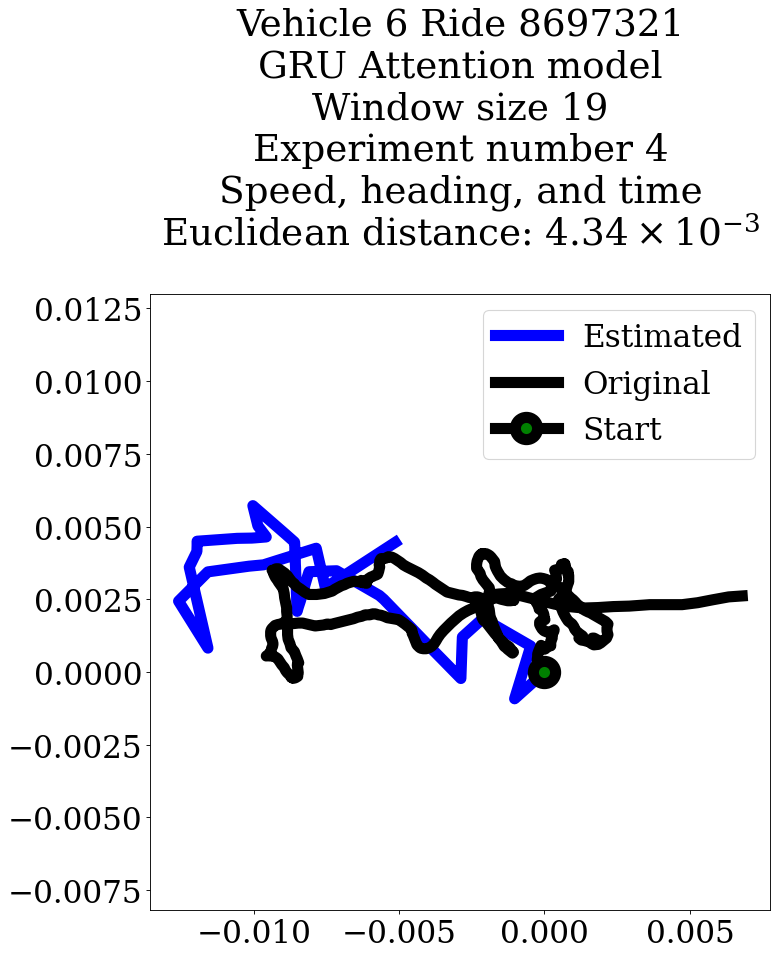 Vehicle 6 Ride 8697321
GRU Attention model
Window size 19
Experiment number 4
Speed, heading, and time
Euclidean distance: 4.34 × 10⁻³
0.0125
0.0100
0.0075
0.0050
0.0025
0.0000
−0.0025
−0.0050
−0.0075
Estimated
Original
Start
−0.010 −0.005 0.000 0.005